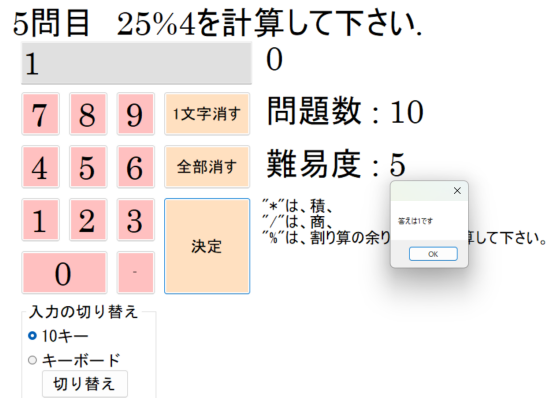 5問目 25%4を計算して下さい.
1
0
7 8 9 1文字消す
問題数 : 10
4 5 6 全部消す
難易度 : 5
1 2 3
決定
"*"は、積、
"/"は、商、
"%"は、割り算の余り
算して下さい。
答えは1です
OK
0 -
入力の切り替え
10キー
キーボード
切り替え